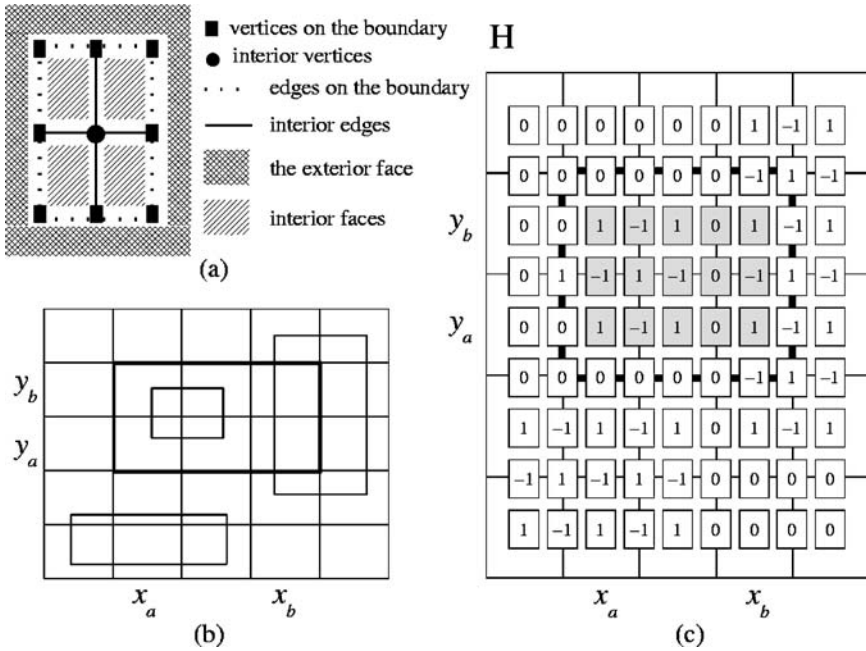 vertices on the boundary
interior vertices
edges on the boundary
interior edges
the exterior face
interior faces
(a)
y_b
y_a
x_a x_b
(b)
H
0 0 0 0 0 0 1 −1 1
0 0 0 0 0 0 −1 1 −1
y_b 0 0 1 −1 1 0 1 −1 1
0 1 −1 1 −1 0 −1 1 −1
y_a 0 0 1 −1 1 0 1 −1 1
0 0 0 0 0 0 −1 1 −1
1 −1 1 −1 1 0 1 −1 1
−1 1 −1 1 −1 0 0 0 0
1 −1 1 −1 1 0 0 0 0
x_a x_b
(c)